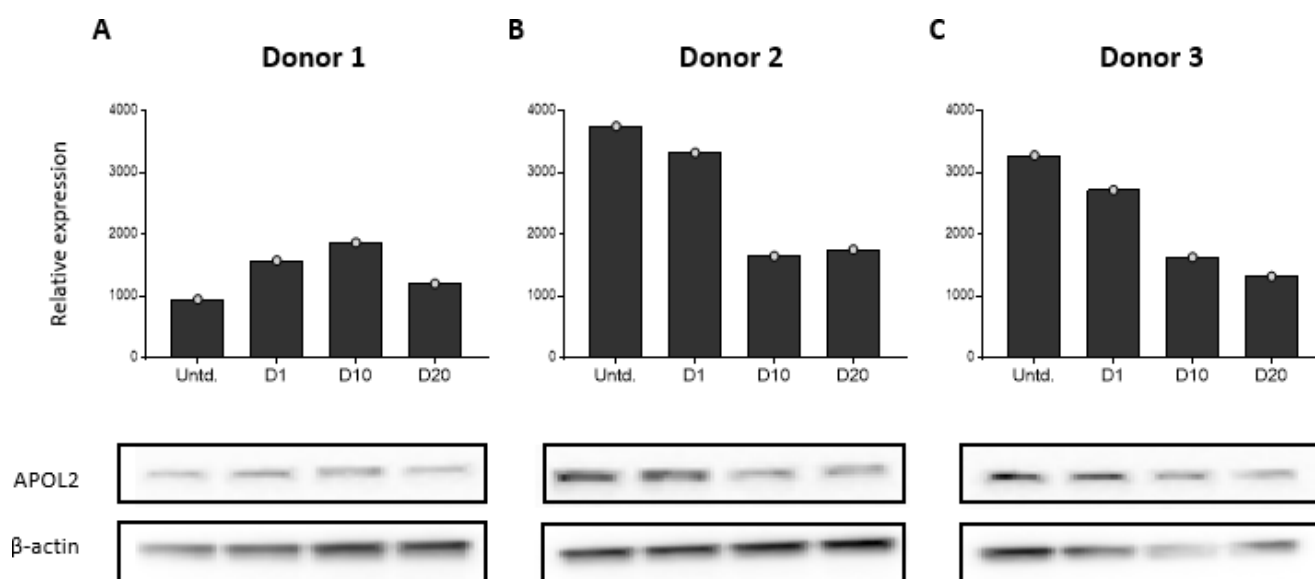 A B C
Donor 1 Donor 2 Donor 3
Relative expression
4000 4000 4000
3000 3000 3000
2000 2000 2000
1000 1000 1000
0 0 0
Untd. D1 D10 D20 Untd. D1 D10 D20 Untd. D1 D10 D20
APOL2
β-actin